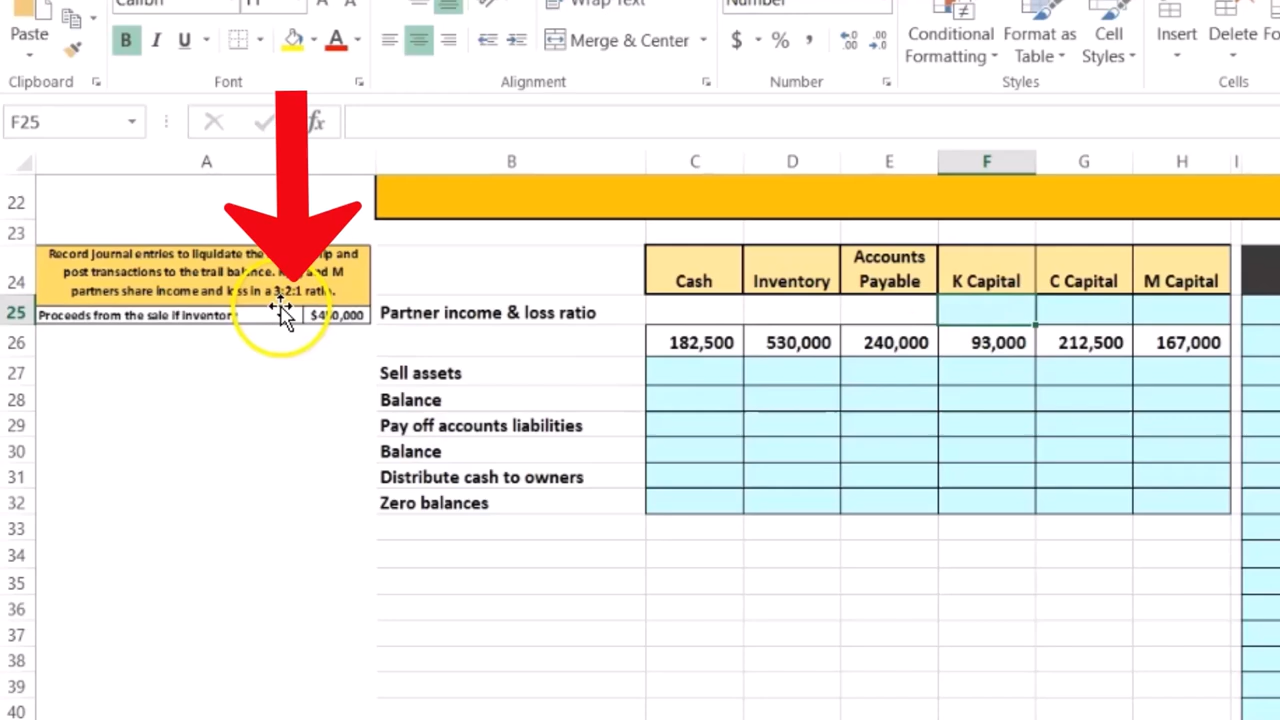 Calibri 11
Wrap Text
Number
Paste
B I U A
Merge & Center
$ % ,
Conditional Formatting
Format as Table
Cell Styles
Insert
Delete
Clipboard
Font
Alignment
Number
Styles
Cells
F25
fx
A B C D E F G H I
22
23
24
Record Journal entries to liquidate the and
post transactions to the trail balance. and M
partners share income and loss in a 3:2:1 ratio.
Cash Inventory Accounts Payable K Capital C Capital M Capital
25 Proceeds from the sale if inventory Partner income & loss ratio
26 182,500 530,000 240,000 93,000 212,500 167,000
27 Sell assets
28 Balance
29 Pay off accounts liabilities
30 Balance
31 Distribute cash to owners
32 Zero balances
33
34
35
36
37
38
39
40